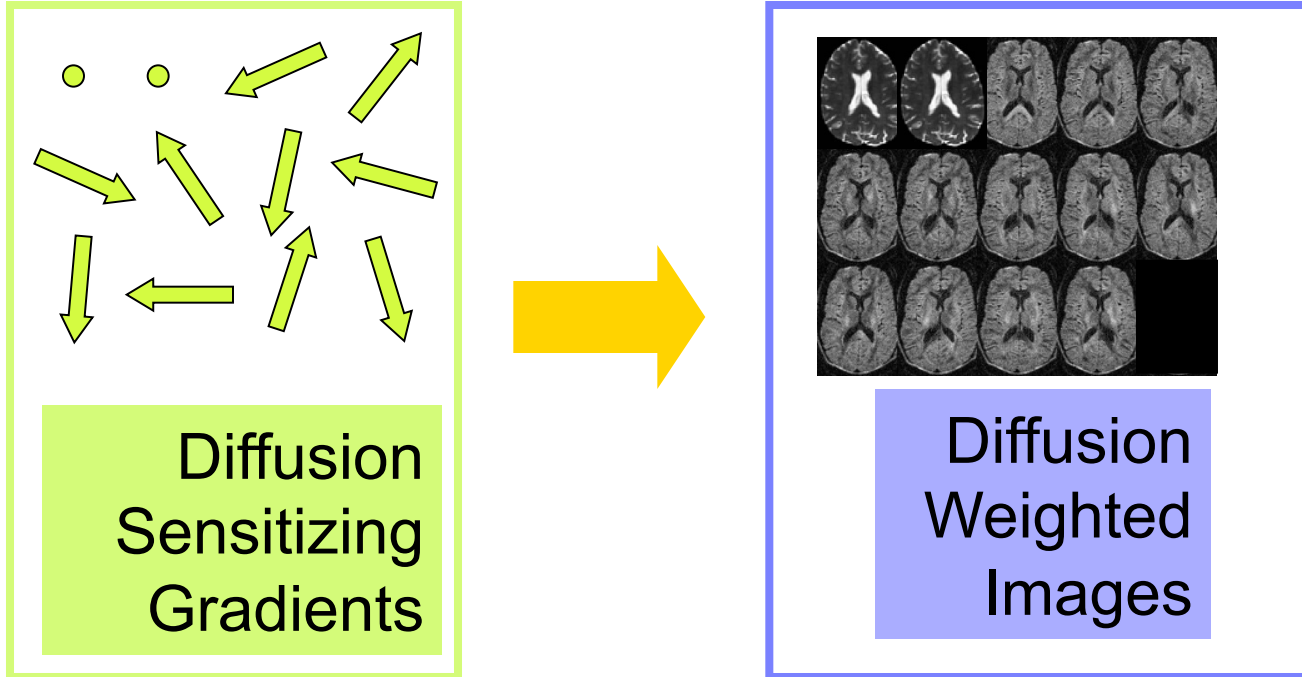 Diffusion
Sensitizing
Gradients
Diffusion
Weighted
Images